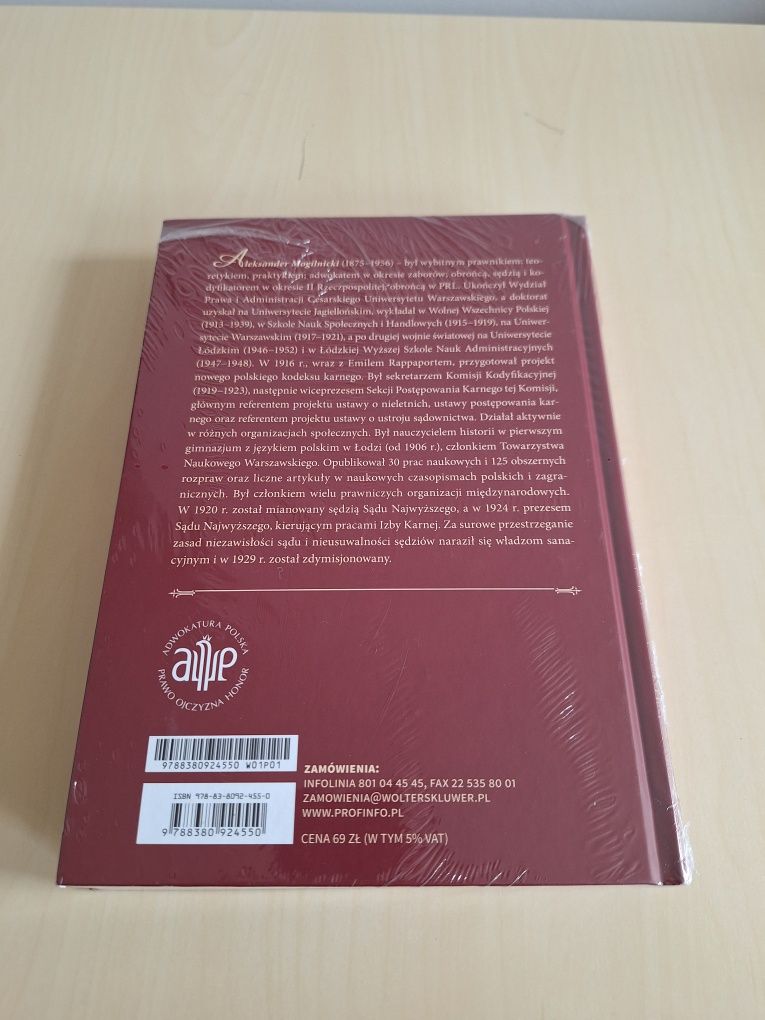 Aleksander Mogilnicki (1875–1956) – był wybitnym prawnikiem: teo-
retykiem, praktykiem; adwokatem w okresie zaborów; obrońcą, sędzią i ko-
dyfikatorem w okresie II Rzeczpospolitej; obrońcą w PRL. Ukończył Wydział
Prawa i Administracji Cesarskiego Uniwersytetu Warszawskiego, a doktorat
uzyskał na Uniwersytecie Jagiellońskim, wykładał w Wolnej Wszechnicy Polskiej
(1913–1939), w Szkole Nauk Społecznych i Handlowych (1915–1919), na Uniwer-
sytecie Warszawskim (1917–1921), a po drugiej wojnie światowej na Uniwersytecie
Łódzkim (1946–1952) i w Łódzkiej Wyższej Szkole Nauk Administracyjnych
(1947–1948). W 1916 r., wraz z Emilem Rappaportem, przygotował projekt
nowego polskiego kodeksu karnego. Był sekretarzem Komisji Kodyfikacyjnej
(1919–1923), następnie wiceprezesem Sekcji Postępowania Karnego tej Komisji,
głównym referentem projektu ustawy o nieletnich, ustawy postępowania kar-
nego oraz referentem projektu ustawy o ustroju sądownictwa. Działał aktywnie
w różnych organizacjach społecznych. Był nauczycielem historii w pierwszym
gimnazjum z językiem polskim w Łodzi (od 1906 r.), członkiem Towarzystwa
Naukowego Warszawskiego. Opublikował 30 prac naukowych i 125 obszernych
rozpraw oraz liczne artykuły w naukowych czasopismach polskich i zagra-
nicznych. Był członkiem wielu prawniczych organizacji międzynarodowych.
W 1920 r. został mianowany sędzią Sądu Najwyższego, a w 1924 r. prezesem
Sądu Najwyższego, kierującym pracami Izby Karnej. Za surowe przestrzeganie
zasad niezawisłości sądu i nieusuwalności sędziów naraził się władzom sana-
cyjnym i w 1929 r. został zdymisjonowany.
ADWOKATURA POLSKA
PRAWO OJCZYZNA HONOR
9788380924550 W01P01
ISBN 978-83-8092-455-0
9 788380 924550
ZAMÓWIENIA:
INFOLINIA 801 04 45 45, FAX 22 535 80 01
ZAMOWIENIA@WOLTERSKLUWER.PL
WWW.PROFINFO.PL
CENA 69 ZŁ (W TYM 5% VAT)